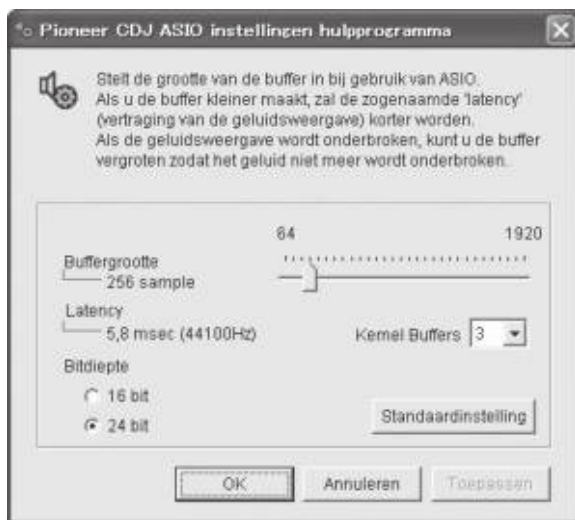 Pioneer CDJ ASIO instellingen hulpprogramma
Stelt de grootte van de buffer in bij gebruik van ASIO.
Als u de buffer kleiner maakt, zal de zogenaamde 'latency'
(vertraging van de geluidsweergave) korter worden.
Als de geluidsweergave wordt onderbroken, kunt u de buffer
vergroten zodat het geluid niet meer wordt onderbroken.
64 1920
Buffergrootte
256 sample
Latency
5,8 msec (44100Hz)
Kernel Buffers 3
Bitdiepte
16 bit
24 bit
Standaardinstelling
OK Annuleren Toepassen